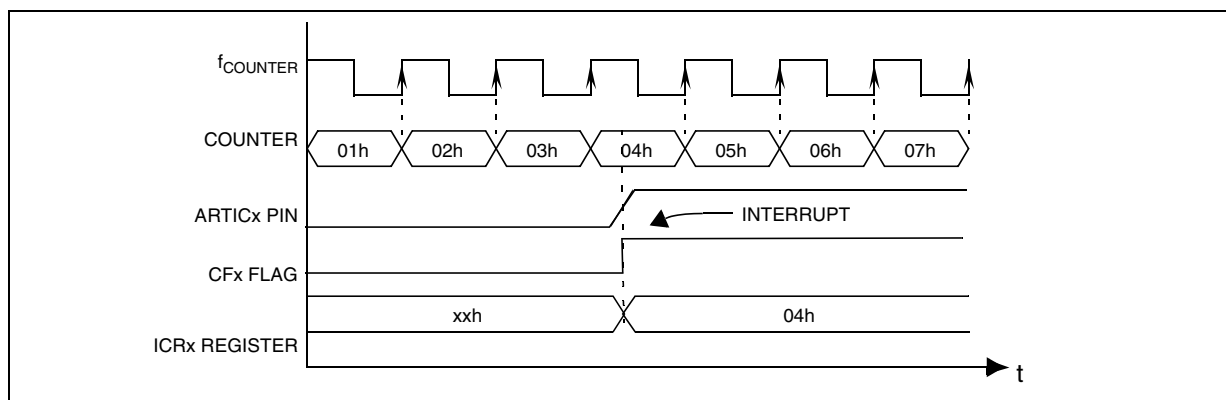 fCOUNTER
COUNTER
01h 02h 03h 04h 05h 06h 07h
ARTICx PIN
INTERRUPT
CFx FLAG
xxh 04h
ICRx REGISTER
t